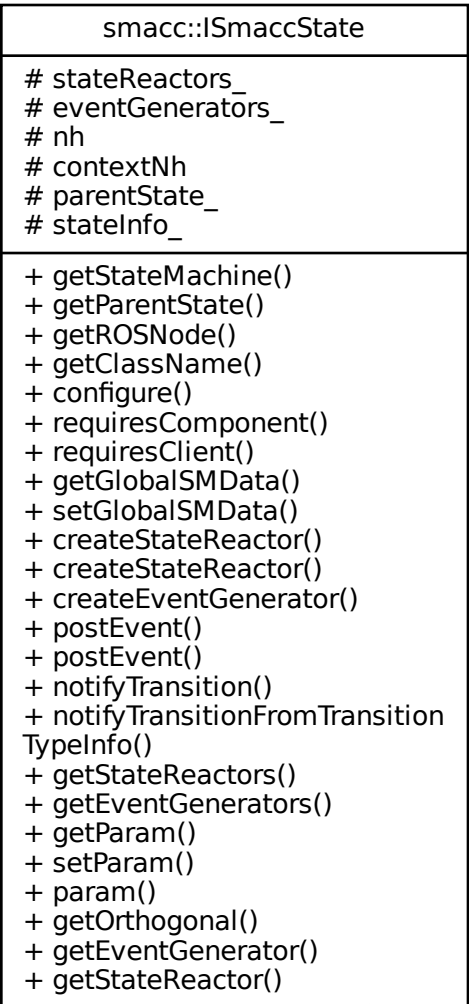 smacc::ISmaccState
# stateReactors_
# eventGenerators_
# nh
# contextNh
# parentState_
# stateInfo_
+ getStateMachine()
+ getParentState()
+ getROSNode()
+ getClassName()
+ configure()
+ requiresComponent()
+ requiresClient()
+ getGlobalSMData()
+ setGlobalSMData()
+ createStateReactor()
+ createStateReactor()
+ createEventGenerator()
+ postEvent()
+ postEvent()
+ notifyTransition()
+ notifyTransitionFromTransition
TypeInfo()
+ getStateReactors()
+ getEventGenerators()
+ getParam()
+ setParam()
+ param()
+ getOrthogonal()
+ getEventGenerator()
+ getStateReactor()